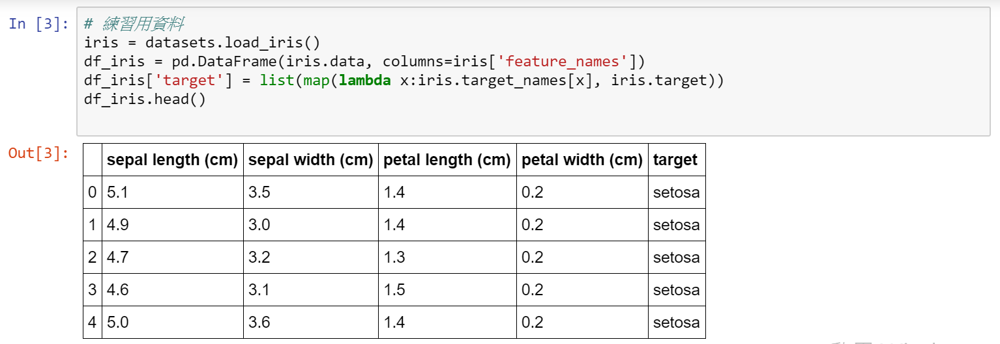 In [3]:
# 練習用資料
iris = datasets.load_iris()
df_iris = pd.DataFrame(iris.data, columns=iris['feature_names'])
df_iris['target'] = list(map(lambda x:iris.target_names[x], iris.target))
df_iris.head()
Out[3]:
sepal length (cm) sepal width (cm) petal length (cm) petal width (cm) target
0 5.1 3.5 1.4 0.2 setosa
1 4.9 3.0 1.4 0.2 setosa
2 4.7 3.2 1.3 0.2 setosa
3 4.6 3.1 1.5 0.2 setosa
4 5.0 3.6 1.4 0.2 setosa